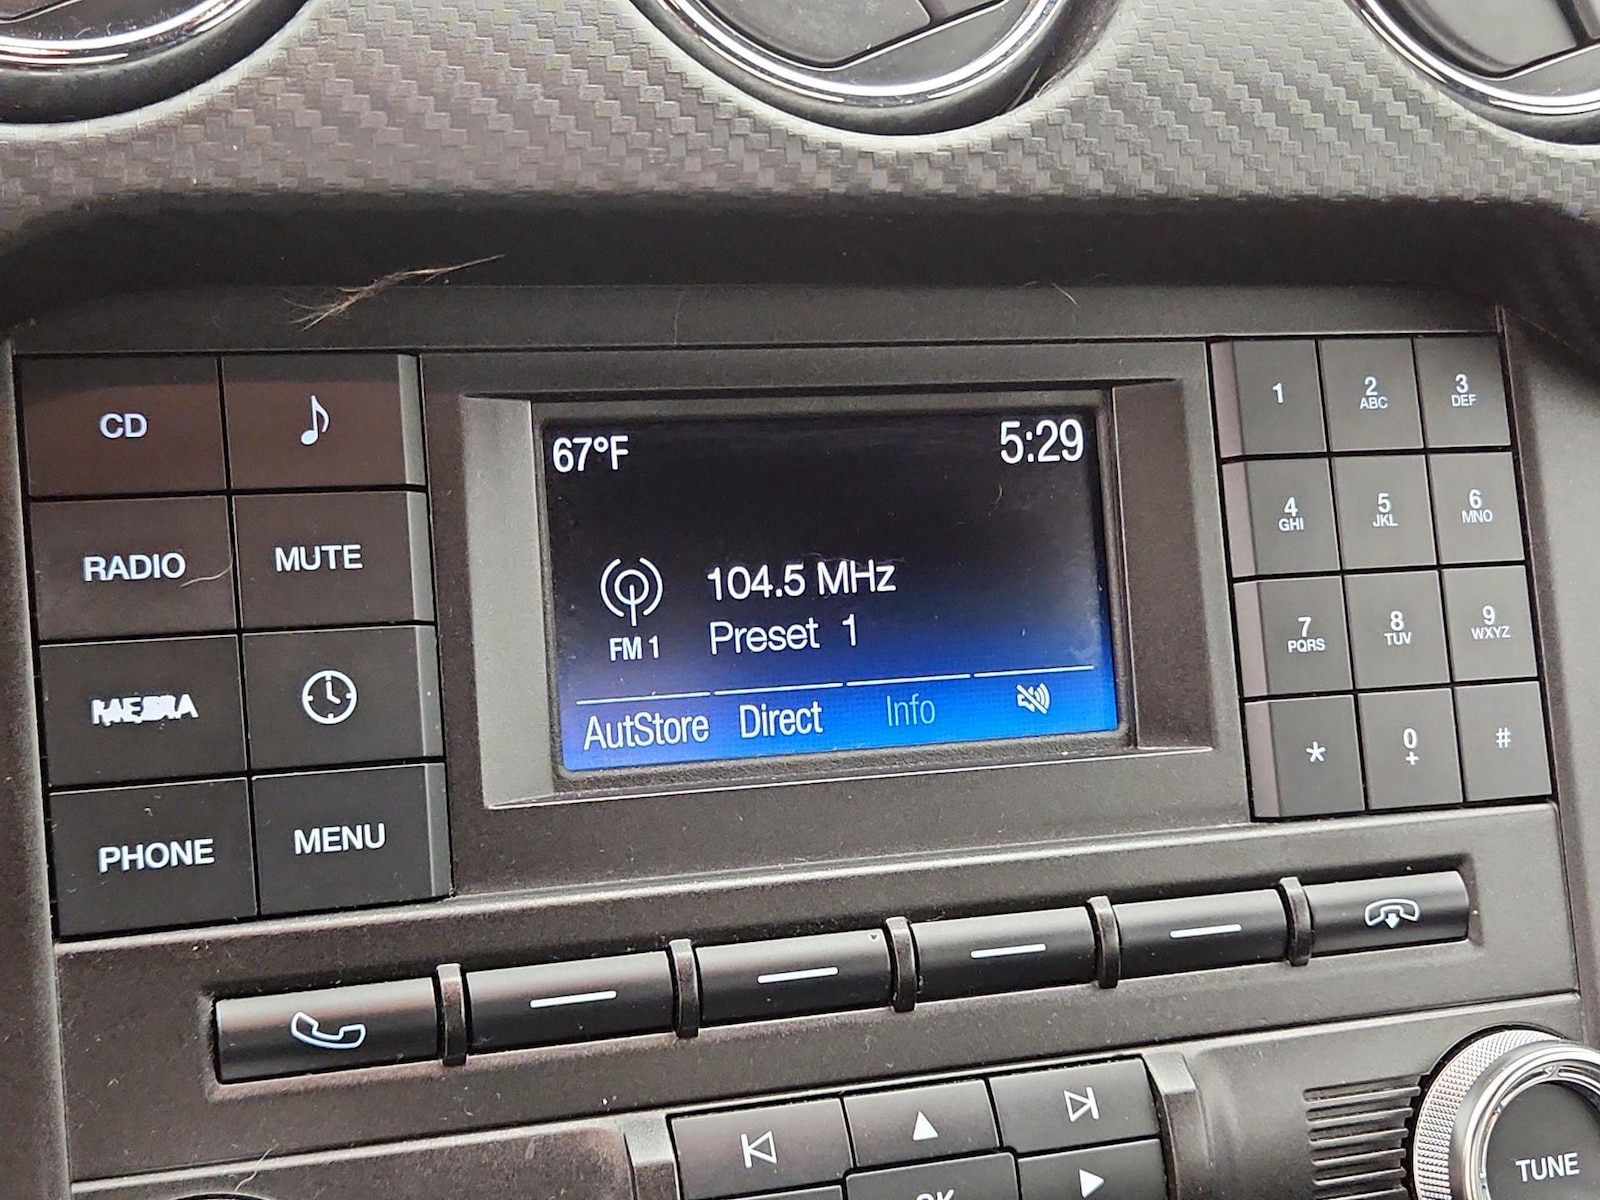 67°F
5:29
104.5 MHz
FM 1
Preset 1
AutStore
Direct
Info
CD
RADIO
MUTE
PHONE
MENU
1
2
ABC
3
DEF
4
GHI
5
JKL
6
MNO
7
PQRS
8
TUV
9
WXYZ
*
0
+
#
TUNE